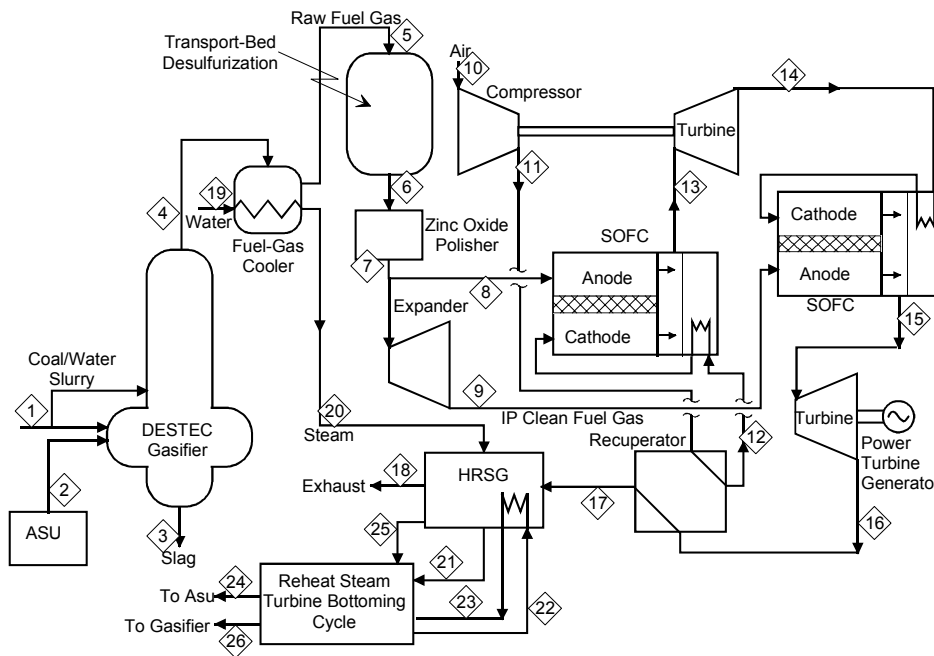 Raw Fuel Gas
5
Transport-Bed
Desulfurization
Air
10
Compressor
14
Turbine
4
19
Water
Fuel-Gas
Cooler
6
11
13
Zinc Oxide
Polisher
7
SOFC
Cathode
Anode
SOFC
8
Anode
Cathode
15
Expander
Coal/Water
Slurry
1
DESTEC
Gasifier
20
Steam
9
IP Clean Fuel Gas
Recuperator
12
Turbine
Power
Turbine
Generato
2
ASU
3
Slag
18
Exhaust
HRSG
17
16
25
21
24
To Asu
Reheat Steam
Turbine Bottoming
Cycle
23
22
To Gasifier
26